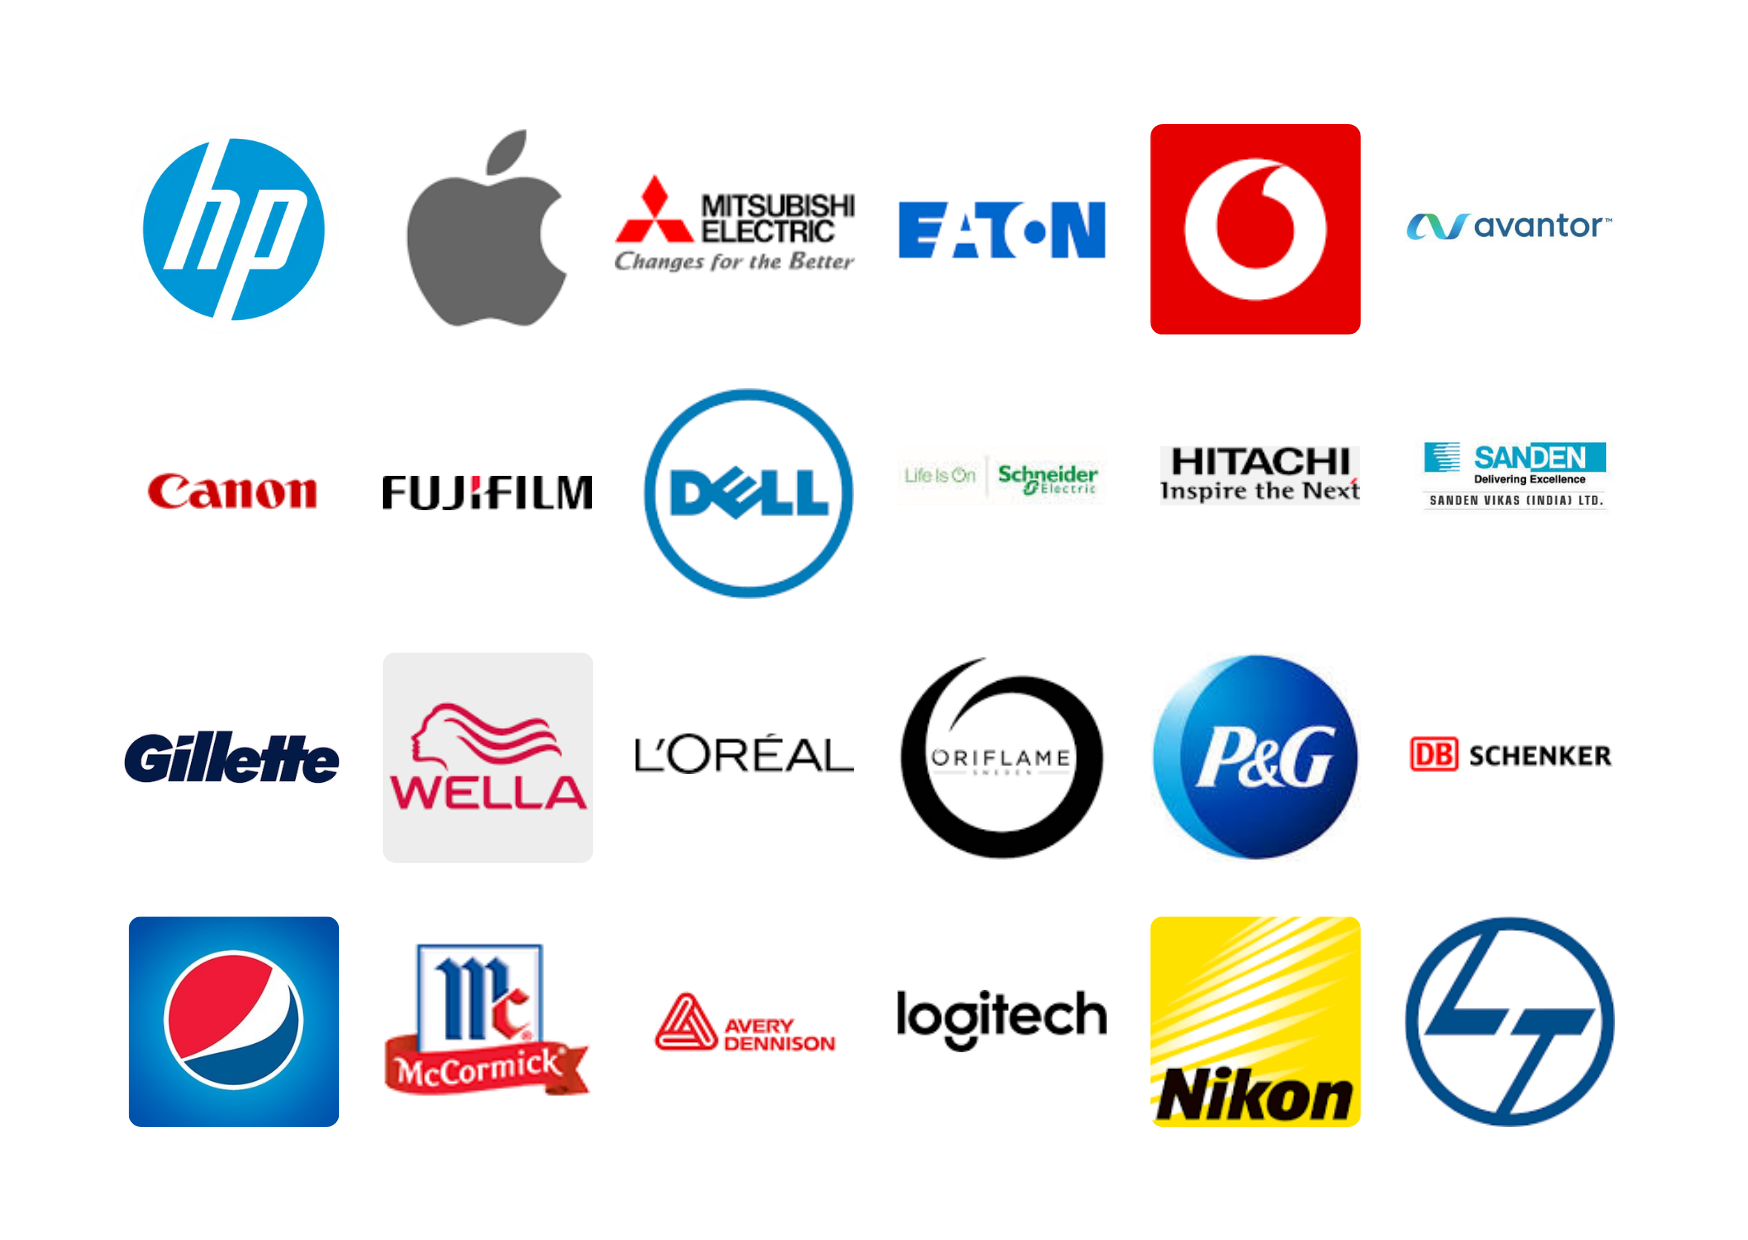 hp
MITSUBISHI
ELECTRIC
Changes for the Better
EATON
avantor™
Canon
FUJIFILM
DELL
Life Is On
Schneider
Electric
HITACHI
Inspire the Next
SANDEN
Delivering Excellence
SANDEN VIKAS (INDIA) LTD.
Gillette
WELLA
L'ORÉAL
ORIFLAME
SWEDEN
P&G
DB SCHENKER
Mc
McCormick®
AVERY
DENNISON
logitech
Nikon
LT